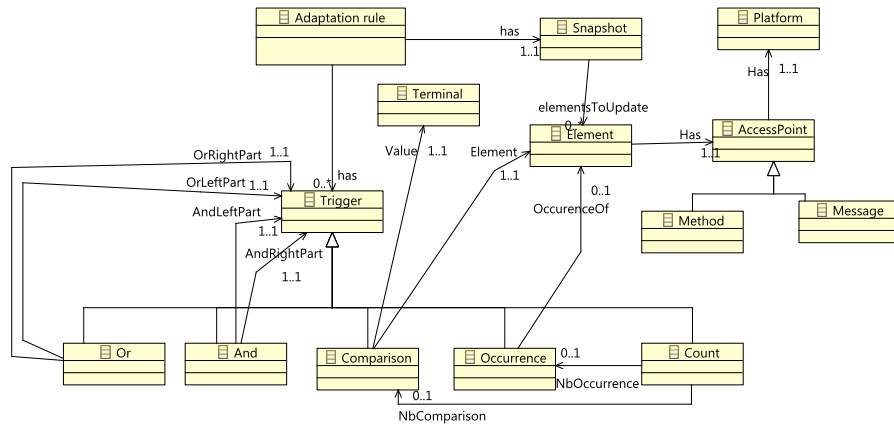 Adaptation rule
has
1..1
Snapshot
Platform
Has
1..1
Terminal
elementsToUpdate
0..*
Value
1..1
Element
Element
1..1
Has
1..1
AccessPoint
OrRightPart
1..1
OrLeftPart
1..1
has
0..*
Trigger
AndLeftPart
1..1
AndRightPart
1..1
0..1
OccurenceOf
Method
Message
Or
And
Comparison
Occurrence
0..1
NbOccurrence
Count
0..1
NbComparison